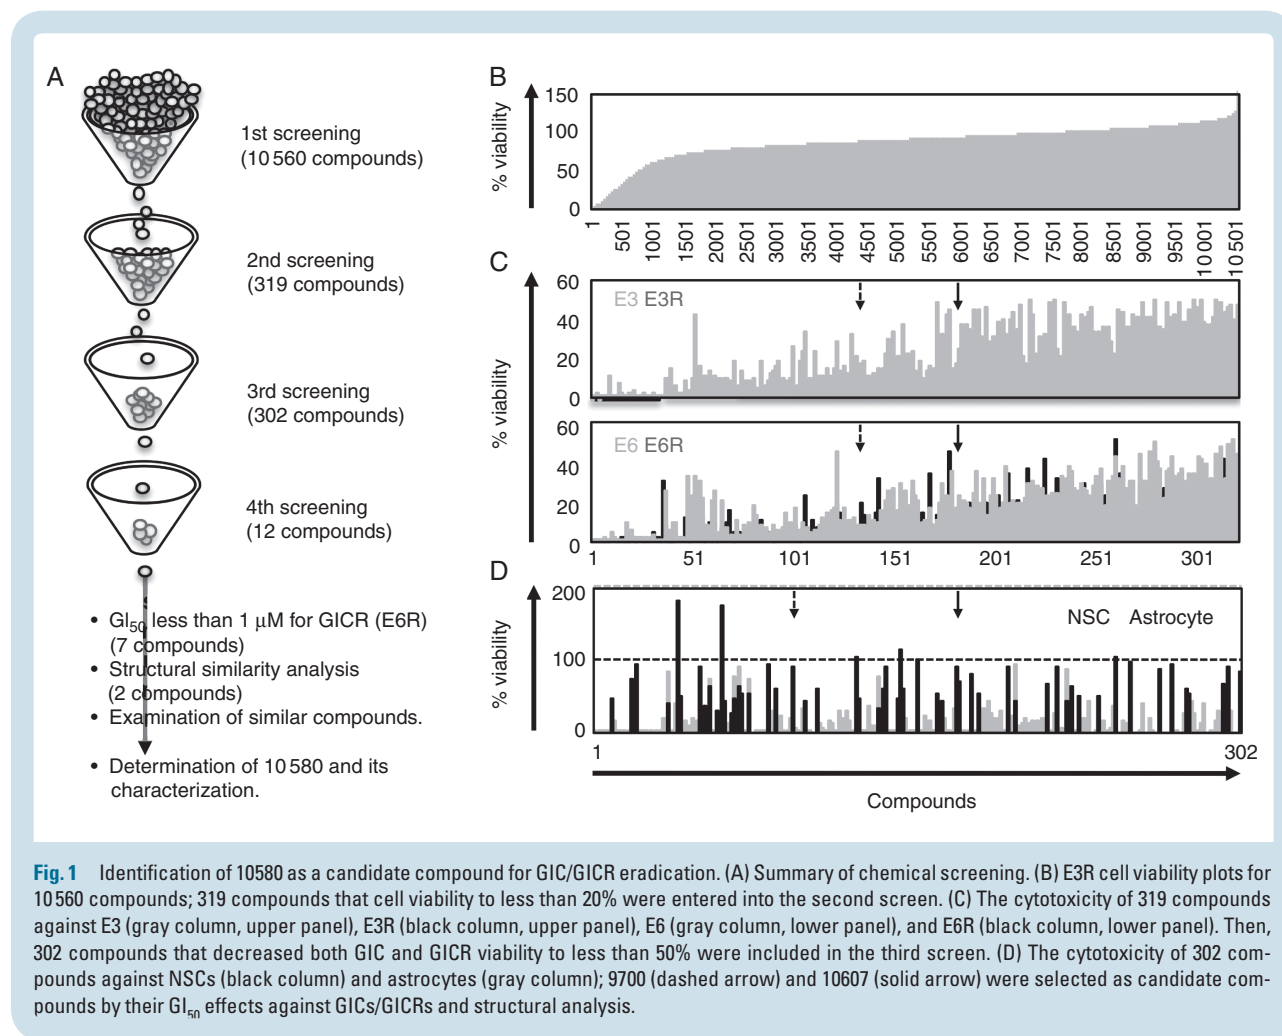 A
1st screening
(10 560 compounds)
2nd screening
(319 compounds)
3rd screening
(302 compounds)
4th screening
(12 compounds)
• GI50 less than 1 µM for GICR (E6R)
(7 compounds)
• Structural similarity analysis
(2 compounds)
• Examination of similar compounds.
• Determination of 10 580 and its
characterization.
B
% viability
150
100
50
0
1 501 1001 1501 2001 2501 3001 3501 4001 4501 5001 5501 6001 6501 7001 7501 8001 8501 9001 9501 10 001 10 501
C
% viability
60
40
20
0
E3 E3R
60
40
20
0
E6 E6R
1 51 101 151 201 251 301
D
% viability
200
100
0
NSC Astrocyte
1 302
Compounds
Fig. 1 Identification of 10580 as a candidate compound for GIC/GICR eradication. (A) Summary of chemical screening. (B) E3R cell viability plots for
10 560 compounds; 319 compounds that cell viability to less than 20% were entered into the second screen. (C) The cytotoxicity of 319 compounds
against E3 (gray column, upper panel), E3R (black column, upper panel), E6 (gray column, lower panel), and E6R (black column, lower panel). Then,
302 compounds that decreased both GIC and GICR viability to less than 50% were included in the third screen. (D) The cytotoxicity of 302 com-
pounds against NSCs (black column) and astrocytes (gray column); 9700 (dashed arrow) and 10607 (solid arrow) were selected as candidate com-
pounds by their GI50 effects against GICs/GICRs and structural analysis.